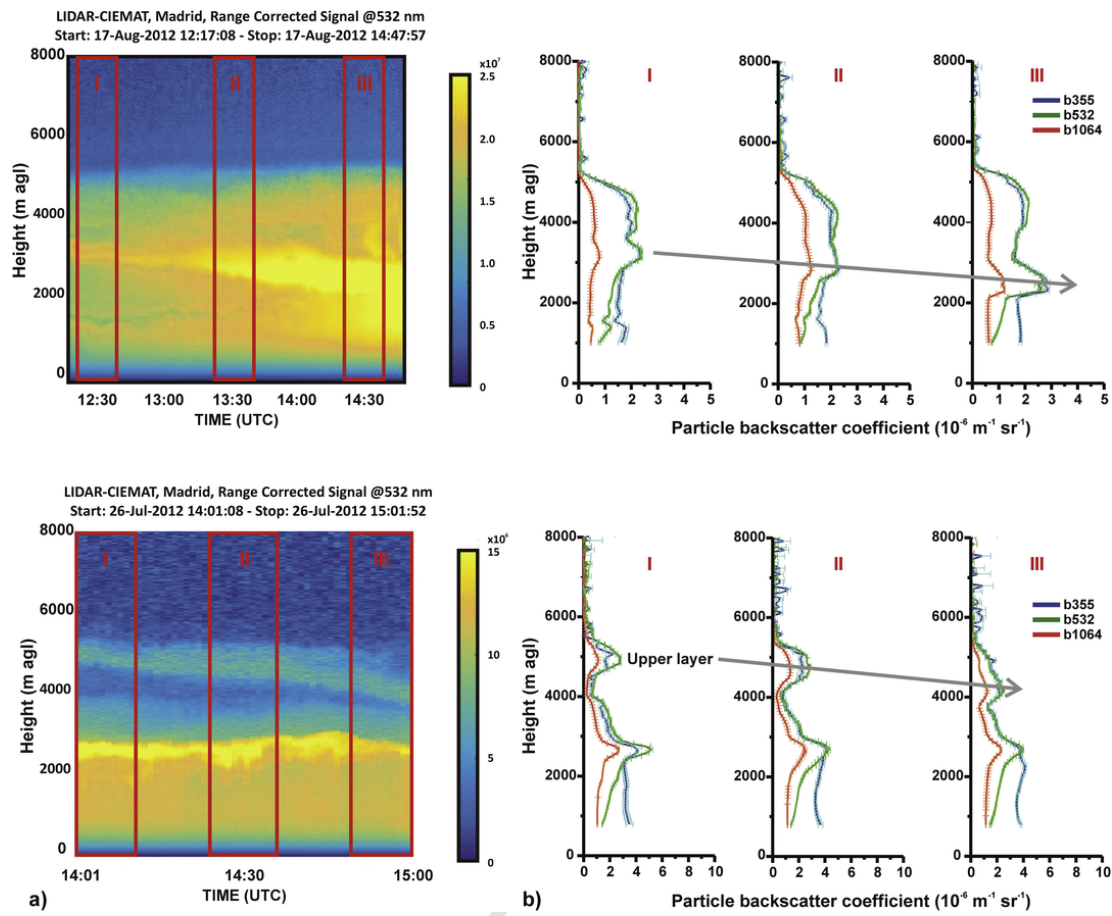 LIDAR-CIEMAT, Madrid, Range Corrected Signal @532 nm
Start: 17-Aug-2012 12:17:08 - Stop: 17-Aug-2012 14:47:57
8000
6000
4000
2000
0
Height (m agl)
I
II
III
12:30 13:00 13:30 14:00 14:30
TIME (UTC)
x10⁷
2.5
2.0
1.5
1.0
0.5
0
8000
6000
4000
2000
0
Height (m agl)
I
II
III
b355
b532
b1064
0 1 2 3 4 5
0 1 2 3 4 5
0 1 2 3 4 5
Particle backscatter coefficient (10⁻⁶ m⁻¹ sr⁻¹)
LIDAR-CIEMAT, Madrid, Range Corrected Signal @532 nm
Start: 26-Jul-2012 14:01:08 - Stop: 26-Jul-2012 15:01:52
8000
6000
4000
2000
0
Height (m agl)
I
II
III
14:01 14:30 15:00
TIME (UTC)
a)
x10⁶
15
10
5
0
8000
6000
4000
2000
0
Height (m agl)
I
II
III
b355
b532
b1064
Upper layer
0 2 4 6 8 10
0 2 4 6 8 10
0 2 4 6 8 10
b)
Particle backscatter coefficient (10⁻⁶ m⁻¹ sr⁻¹)